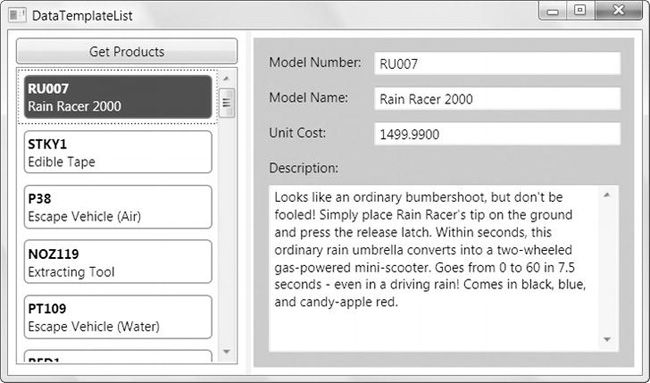 DataTemplateList
Get Products
RU007
Rain Racer 2000
STKY1
Edible Tape
P38
Escape Vehicle (Air)
NOZ119
Extracting Tool
PT109
Escape Vehicle (Water)
Model Number: RU007
Model Name: Rain Racer 2000
Unit Cost: 1499.9900
Description:
Looks like an ordinary bumbershoot, but don't be
fooled! Simply place Rain Racer's tip on the ground
and press the release latch. Within seconds, this
ordinary rain umbrella converts into a two-wheeled
gas-powered mini-scooter. Goes from 0 to 60 in 7.5
seconds - even in a driving rain! Comes in black, blue,
and candy-apple red.